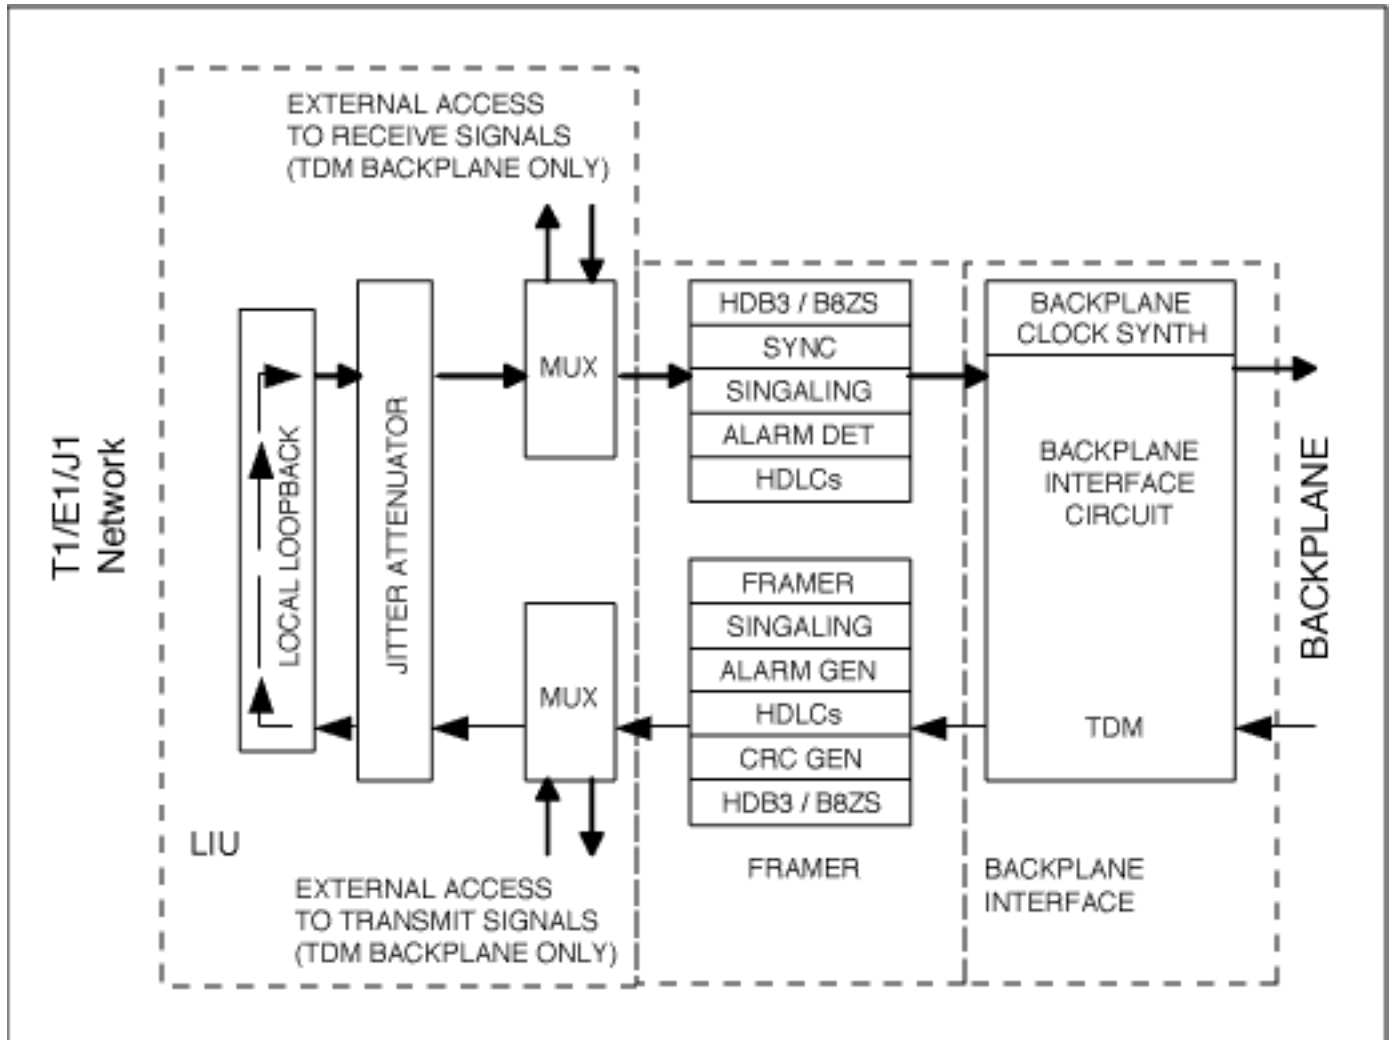 EXTERNAL ACCESS
TO RECEIVE SIGNALS
(TDM BACKPLANE ONLY)
T1/E1/J1
Network
LOCAL LOOPBACK
JITTER ATTENUATOR
MUX
HDB3 / B8ZS
SYNC
SINGALING
ALARM DET
HDLCs
BACKPLANE
CLOCK SYNTH
BACKPLANE
INTERFACE
CIRCUIT
TDM
BACKPLANE
MUX
FRAMER
SINGALING
ALARM GEN
HDLCs
CRC GEN
HDB3 / B8ZS
LIU
EXTERNAL ACCESS
TO TRANSMIT SIGNALS
(TDM BACKPLANE ONLY)
FRAMER
BACKPLANE
INTERFACE